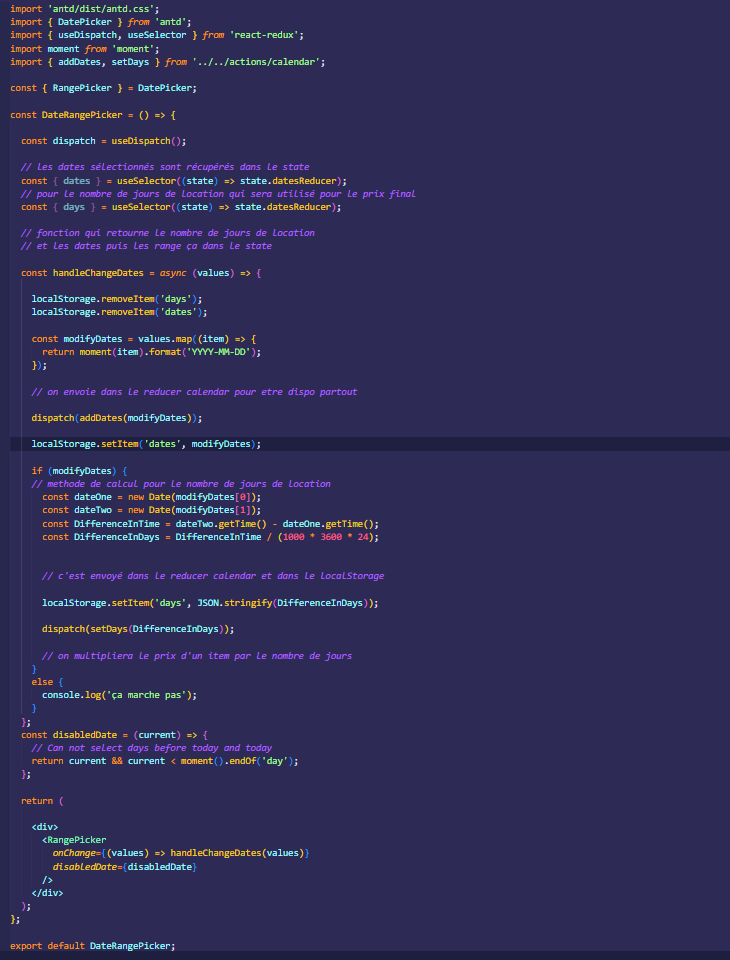 import 'antd/dist/antd.css';
import { DatePicker } from 'antd';
import { useDispatch, useSelector } from 'react-redux';
import moment from 'moment';
import { addDates, setDays } from '../../actions/calendar';
const { RangePicker } = DatePicker;
const DateRangePicker = () => {
const dispatch = useDispatch();
// les dates sélectionnés sont récupérés dans le state
const { dates } = useSelector((state) => state.datesReducer);
// pour le nombre de jours de location qui sera utilisé pour le prix final
const { days } = useSelector((state) => state.datesReducer);
// fonction qui retourne le nombre de jours de location
// et les dates puis les range ça dans le state
const handleChangeDates = async (values) => {
localStorage.removeItem('days');
localStorage.removeItem('dates');
const modifyDates = values.map((item) => {
return moment(item).format('YYYY-MM-DD');
});
// on envoie dans le reducer calendar pour etre dispo partout
dispatch(addDates(modifyDates));
localStorage.setItem('dates', modifyDates);
if (modifyDates) {
// methode de calcul pour le nombre de jours de location
const dateOne = new Date(modifyDates[0]);
const dateTwo = new Date(modifyDates[1]);
const DifferenceInTime = dateTwo.getTime() - dateOne.getTime();
const DifferenceInDays = DifferenceInTime / (1000 * 3600 * 24);
// c'est envoyé dans le reducer calendar et dans le localStorage
localStorage.setItem('days', JSON.stringify(DifferenceInDays));
dispatch(setDays(DifferenceInDays));
// on multipliera le prix d'un item par le nombre de jours
}
else {
console.log('ça marche pas');
}
};
const disabledDate = (current) => {
// Can not select days before today and today
return current && current < moment().endOf('day');
};
return (
<div>
<RangePicker
onChange={(values) => handleChangeDates(values)}
disabledDate={disabledDate}
/>
</div>
);
};
export default DateRangePicker;